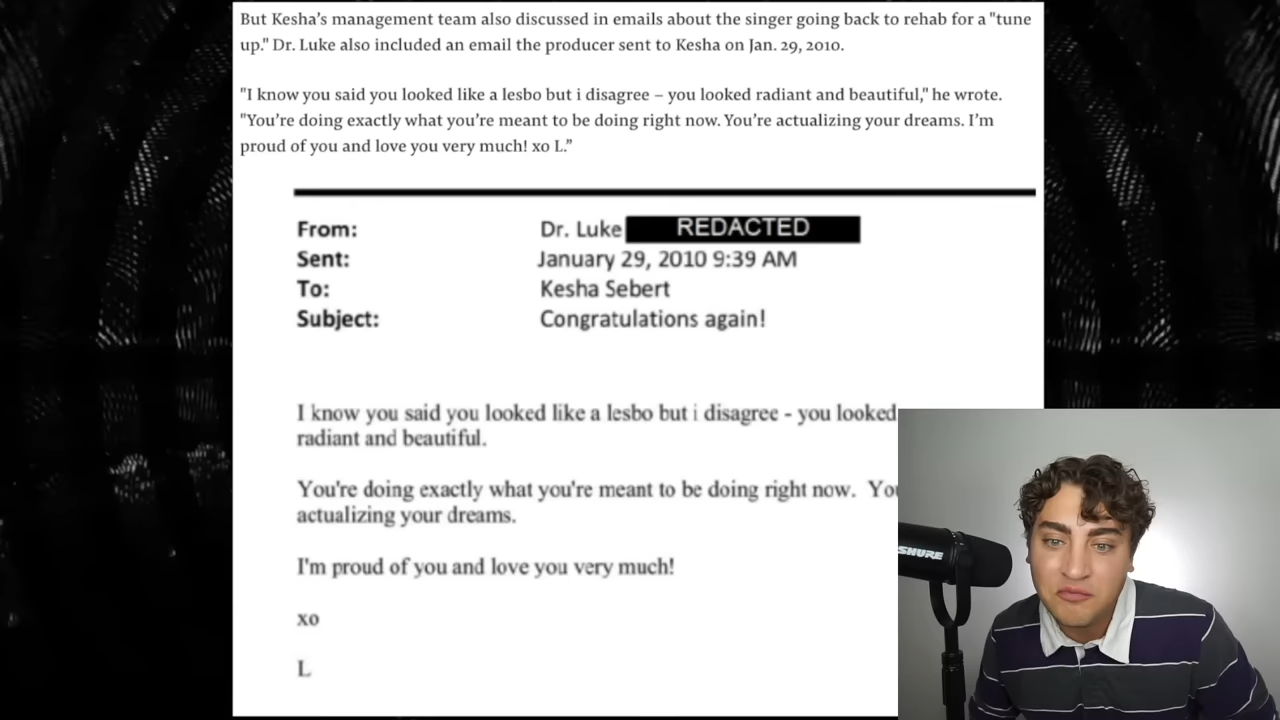 But Kesha’s management team also discussed in emails about the singer going back to rehab for a "tune
up." Dr. Luke also included an email the producer sent to Kesha on Jan. 29, 2010.
"I know you said you looked like a lesbo but i disagree – you looked radiant and beautiful," he wrote.
"You’re doing exactly what you’re meant to be doing right now. You’re actualizing your dreams. I’m
proud of you and love you very much! xo L.”
From: Dr. Luke REDACTED
Sent: January 29, 2010 9:39 AM
To: Kesha Sebert
Subject: Congratulations again!
I know you said you looked like a lesbo but i disagree - you looked
radiant and beautiful.
You're doing exactly what you're meant to be doing right now.
actualizing your dreams.
I'm proud of you and love you very much!
xo
L
SHURE